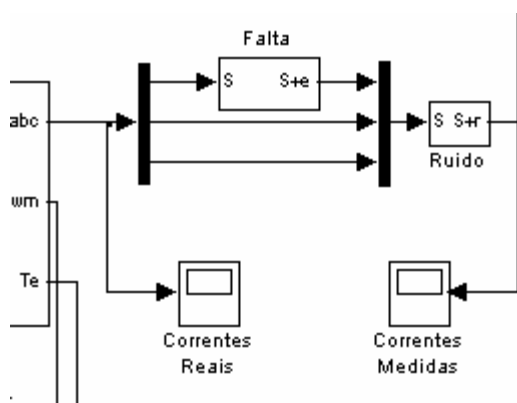 Falta
S S+e
abc
S S+r
Ruido
wm
Te
Correntes
Reais
Correntes
Medidas